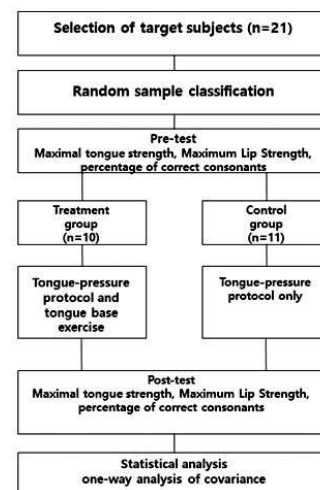 Selection of target subjects (n=21)
Random sample classification
Pre-test
Maximal tongue strength, Maximum Lip Strength,
percentage of correct consonants
Treatment
group
(n=10)
Control
group
(n=11)
Tongue-pressure
protocol and
tongue base
exercise
Tongue-pressure
protocol only
Post-test
Maximal tongue strength, Maximum Lip Strength,
percentage of correct consonants
Statistical analysis
one-way analysis of covariance